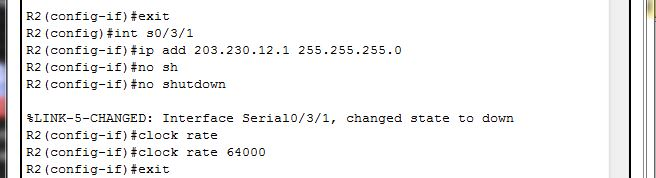 R2(config-if)#exit
R2(config)#int s0/3/1
R2(config-if)#ip add 203.230.12.1 255.255.255.0
R2(config-if)#no sh
R2(config-if)#no shutdown
%LINK-5-CHANGED: Interface Serial0/3/1, changed state to down
R2(config-if)#clock rate
R2(config-if)#clock rate 64000
R2(config-if)#exit